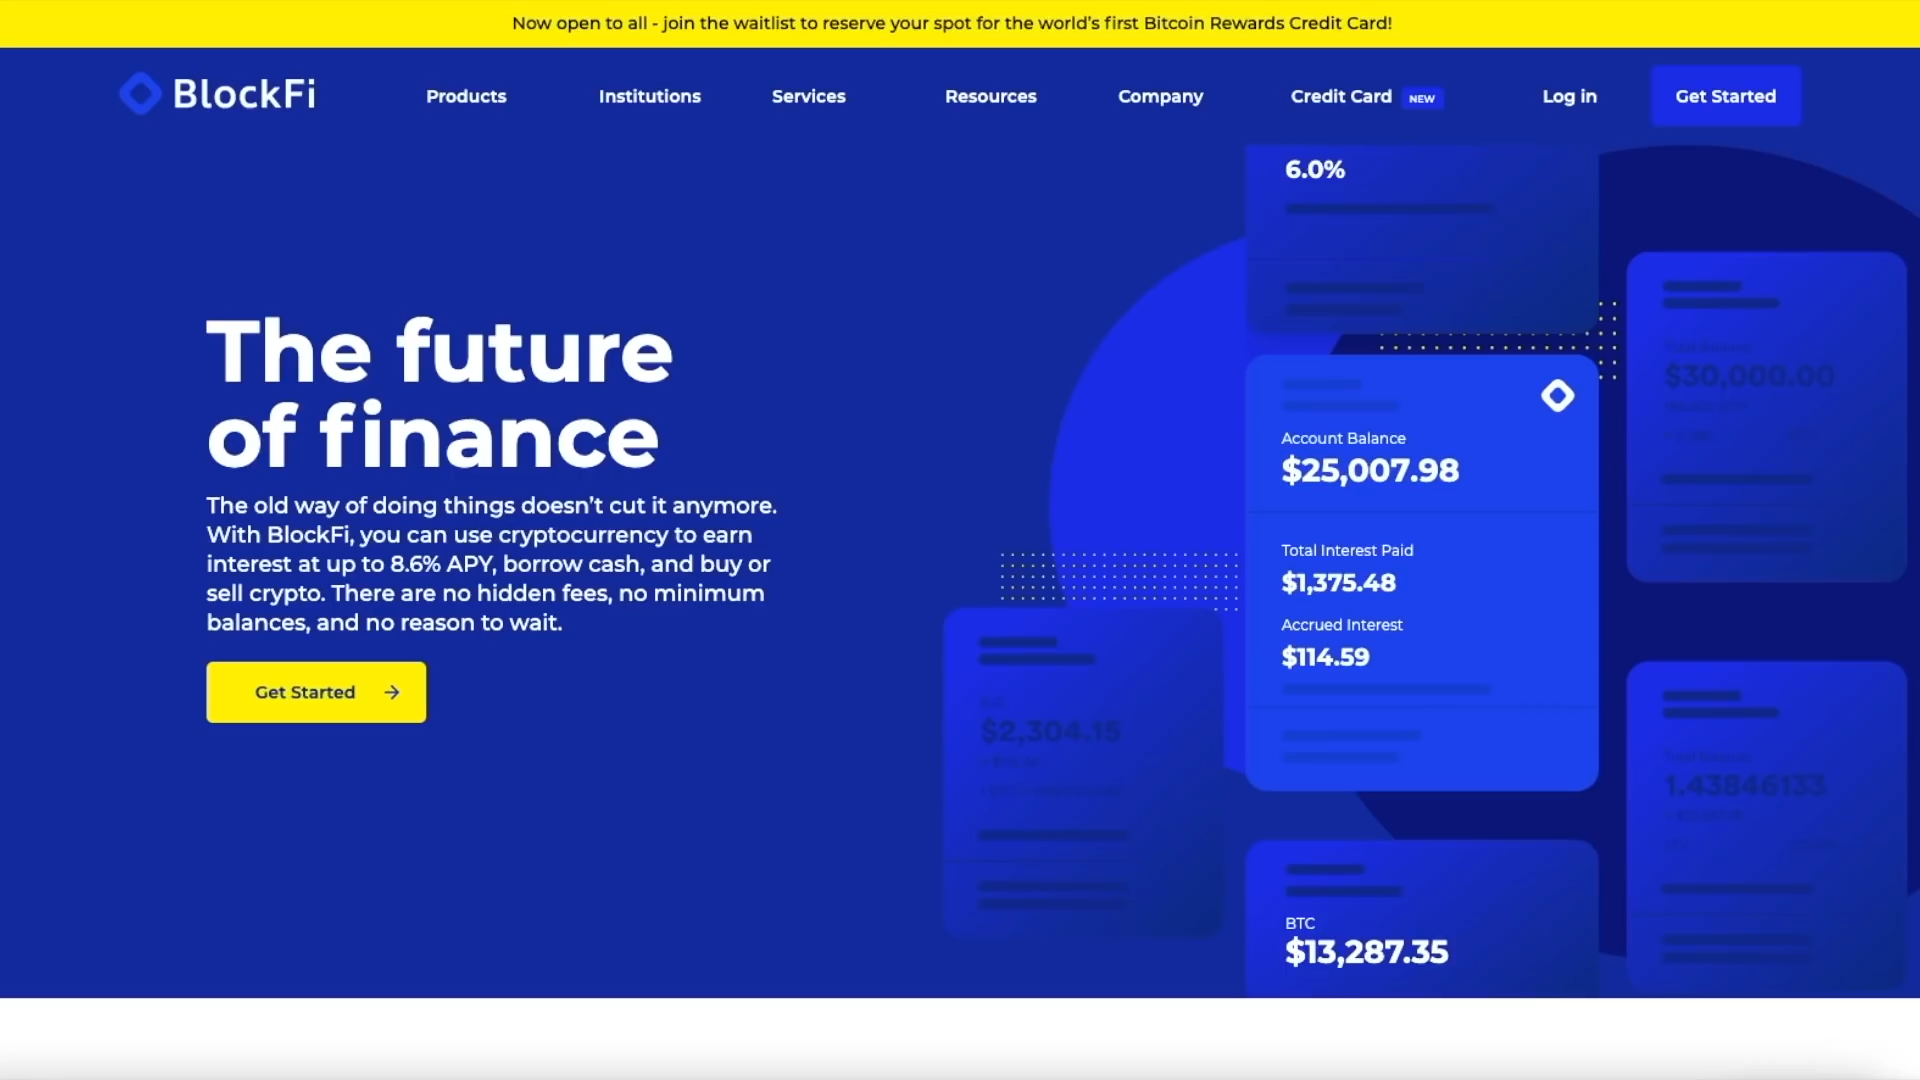 Now open to all - join the waitlist to reserve your spot for the world's first Bitcoin Rewards Credit Card!
BlockFi
Products
Institutions
Services
Resources
Company
Credit Card NEW
Log in
Get Started
The future
of finance
The old way of doing things doesn't cut it anymore.
With BlockFi, you can use cryptocurrency to earn
interest at up to 8.6% APY, borrow cash, and buy or
sell crypto. There are no hidden fees, no minimum
balances, and no reason to wait.
Get Started
6.0%
Account Balance
$25,007.98
Total Interest Paid
$1,375.48
Accrued Interest
$114.59
BTC
$13,287.35
$2,304.15
$30,000.00
1.43846133